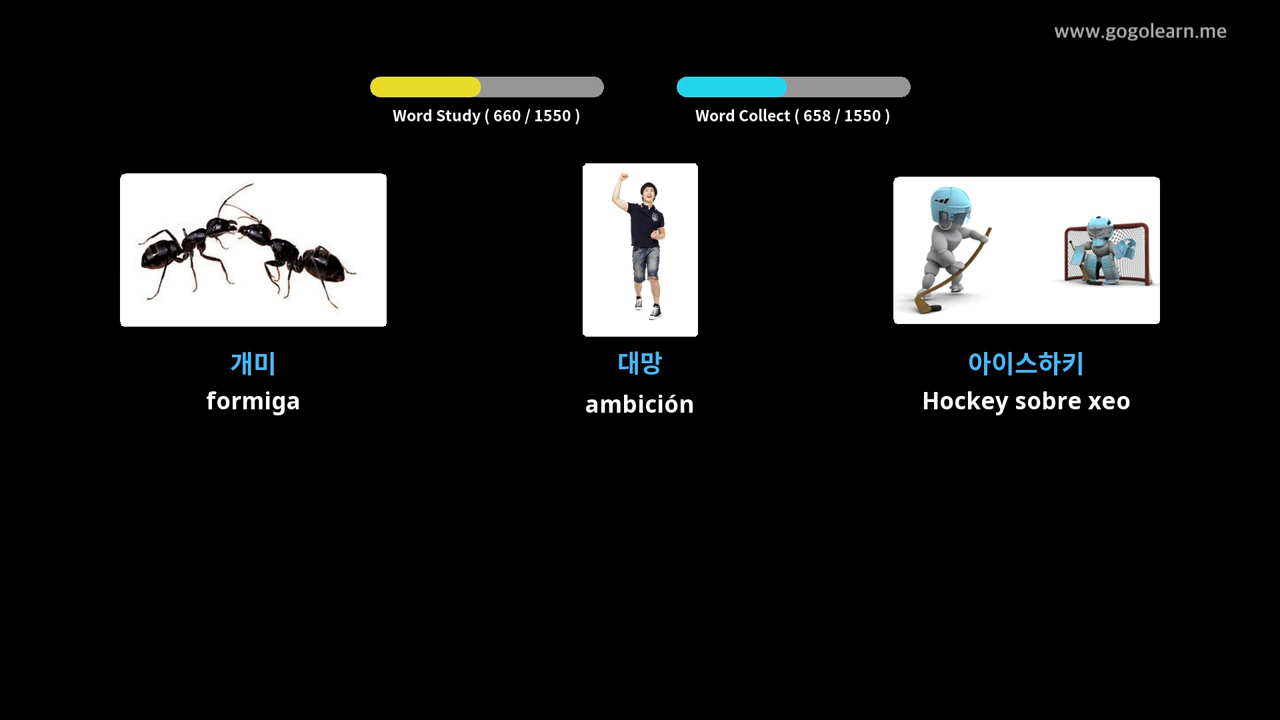 www.gogolearn.me
Word Study ( 660 / 1550 )
Word Collect ( 658 / 1550 )
개미
formiga
대망
ambición
아이스하키
Hockey sobre xeo